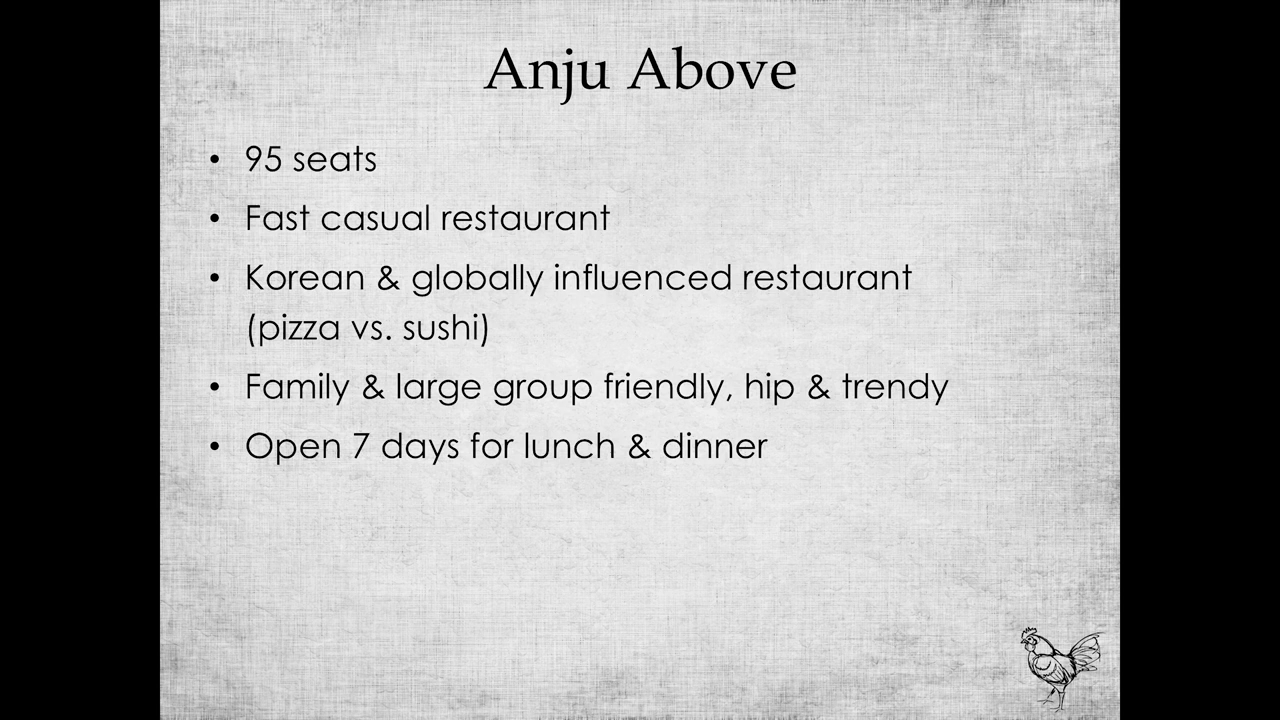 Anju Above
• 95 seats
• Fast casual restaurant
• Korean & globally influenced restaurant
(pizza vs. sushi)
• Family & large group friendly, hip & trendy
• Open 7 days for lunch & dinner